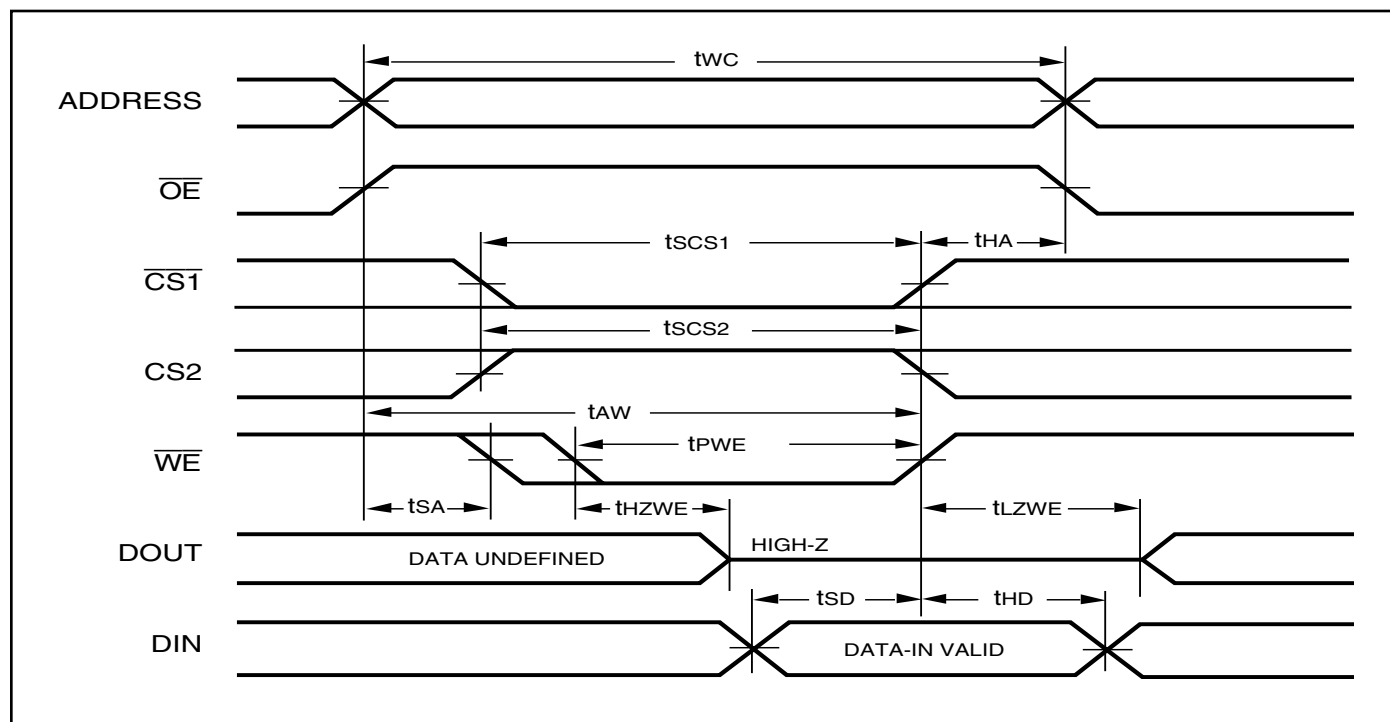 tWC
ADDRESS
OE
tSCS1
tHA
CS1
tSCS2
CS2
tAW
WE
tPWE
tSA
tHZWE
tLZWE
DOUT
DATA UNDEFINED
HIGH-Z
tSD
tHD
DIN
DATA-IN VALID